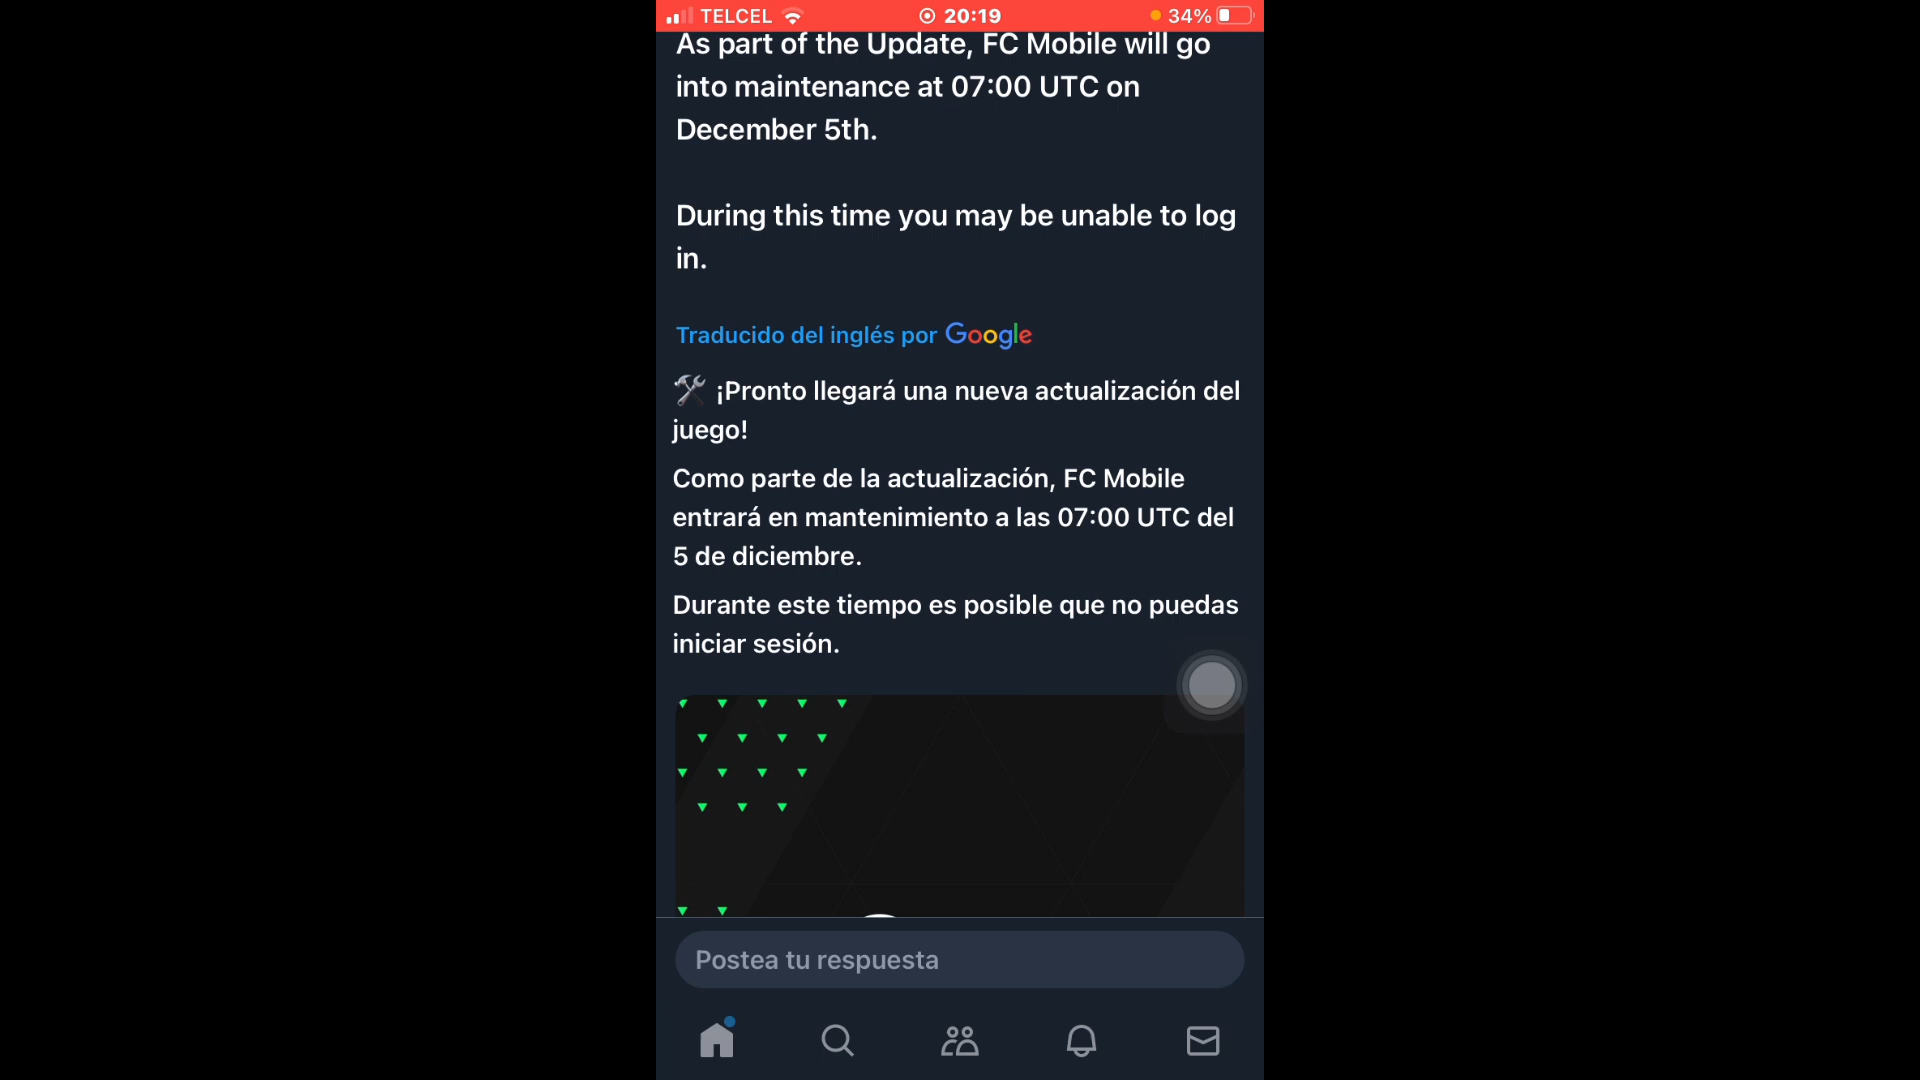 TELCEL 20:19 34%
As part of the Update, FC Mobile will go
into maintenance at 07:00 UTC on
December 5th.
During this time you may be unable to log
in.
Traducido del inglés por Google
🛠️ ¡Pronto llegará una nueva actualización del
juego!
Como parte de la actualización, FC Mobile
entrará en mantenimiento a las 07:00 UTC del
5 de diciembre.
Durante este tiempo es posible que no puedas
iniciar sesión.
Postea tu respuesta